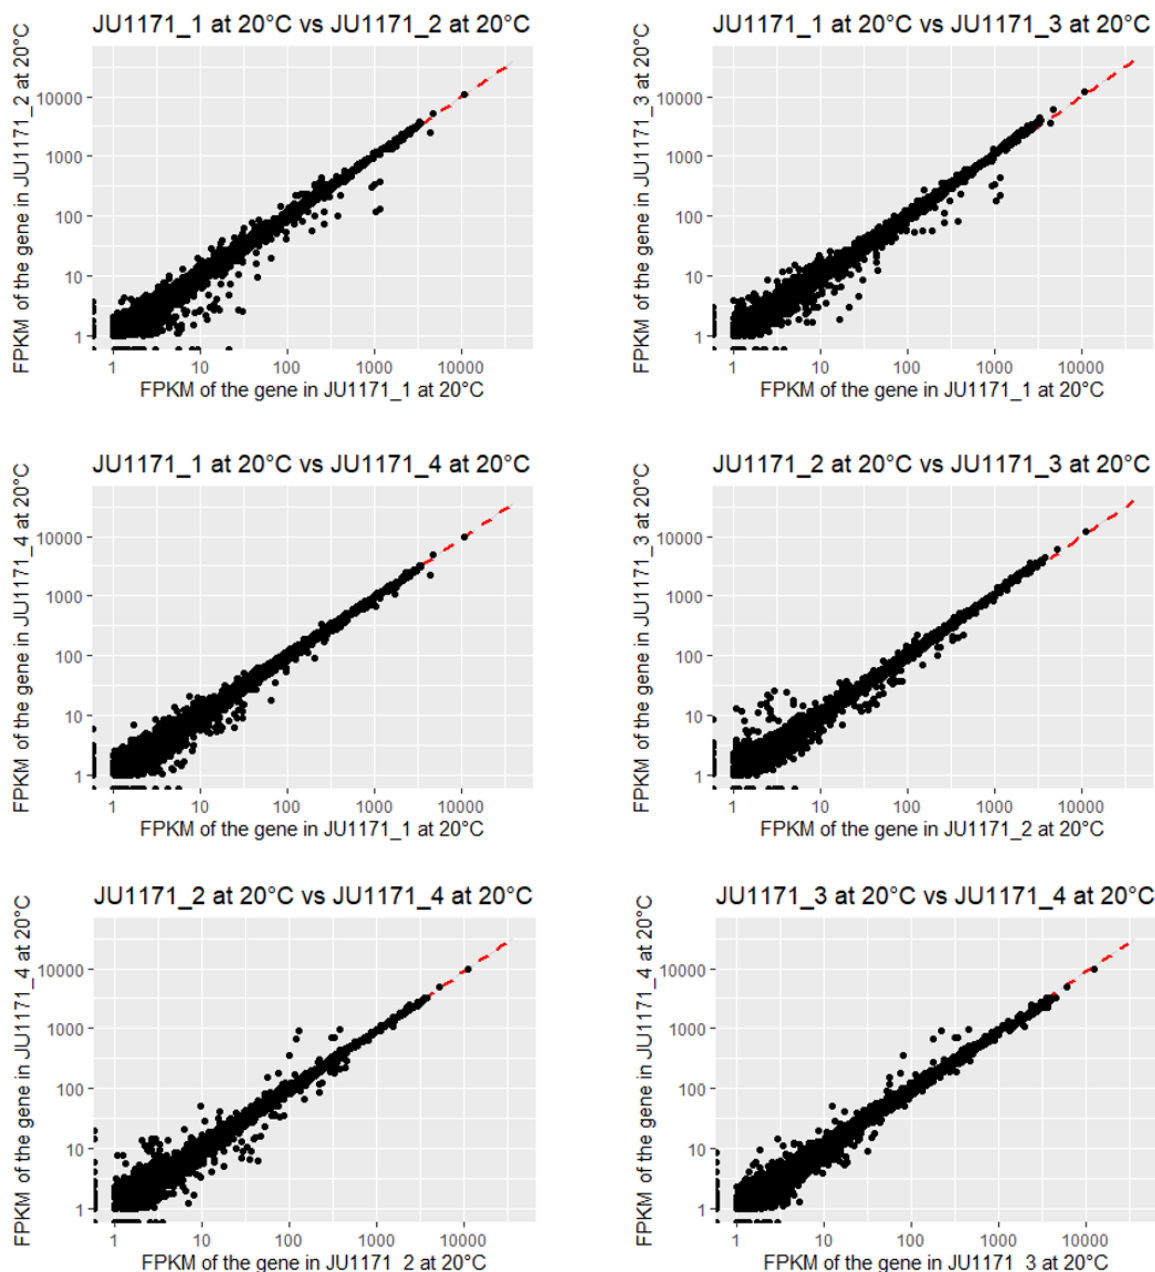 JU1171_1 at 20°C vs JU1171_2 at 20°C
FPKM of the gene in JU1171_2 at 20°C
10000
1000
100
10
1
1 10 100 1000 10000
FPKM of the gene in JU1171_1 at 20°C
JU1171_1 at 20°C vs JU1171_3 at 20°C
FPKM of the gene in JU1171_3 at 20°C
10000
1000
100
10
1
1 10 100 1000 10000
FPKM of the gene in JU1171_1 at 20°C
JU1171_1 at 20°C vs JU1171_4 at 20°C
FPKM of the gene in JU1171_4 at 20°C
10000
1000
100
10
1
1 10 100 1000 10000
FPKM of the gene in JU1171_1 at 20°C
JU1171_2 at 20°C vs JU1171_3 at 20°C
FPKM of the gene in JU1171_3 at 20°C
10000
1000
100
10
1
1 10 100 1000 10000
FPKM of the gene in JU1171_2 at 20°C
JU1171_2 at 20°C vs JU1171_4 at 20°C
FPKM of the gene in JU1171_4 at 20°C
10000
1000
100
10
1
1 10 100 1000 10000
FPKM of the gene in JU1171_2 at 20°C
JU1171_3 at 20°C vs JU1171_4 at 20°C
FPKM of the gene in JU1171_4 at 20°C
10000
1000
100
10
1
1 10 100 1000 10000
FPKM of the gene in JU1171_3 at 20°C